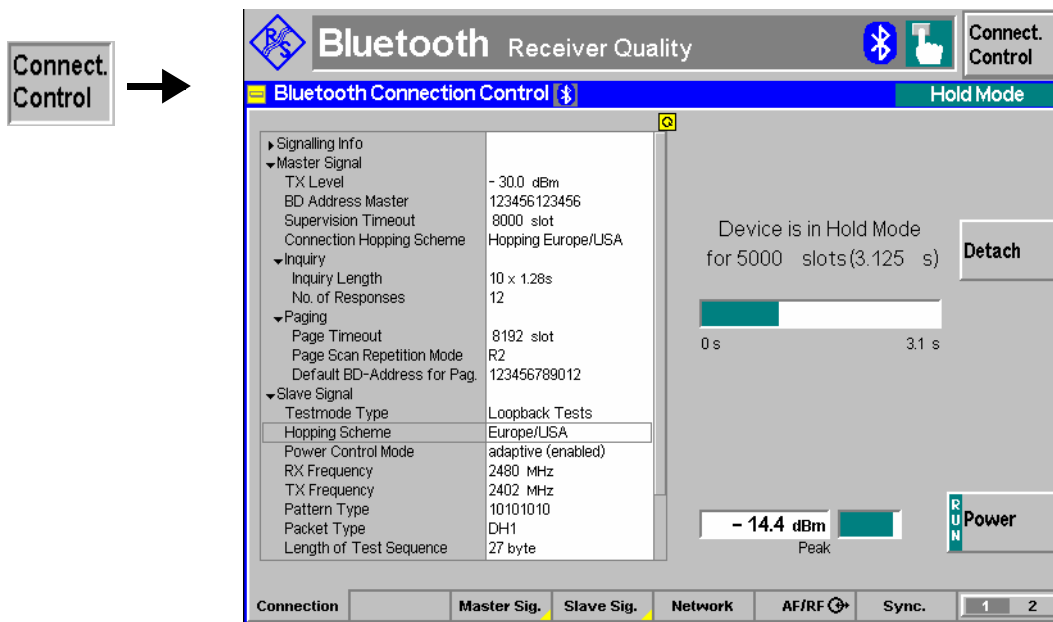 Connect.
Control
R S
Bluetooth Receiver Quality
Connect.
Control
Bluetooth Connection Control
Hold Mode
Signalling Info
Master Signal
TX Level - 30.0 dBm
BD Address Master 123456123456
Supervision Timeout 8000 slot
Connection Hopping Scheme Hopping Europe/USA
Inquiry
Inquiry Length 10 x 1.28s
No. of Responses 12
Paging
Page Timeout 8192 slot
Page Scan Repetition Mode R2
Default BD-Address for Pag. 123456789012
Slave Signal
Testmode Type Loopback Tests
Hopping Scheme Europe/USA
Power Control Mode adaptive (enabled)
RX Frequency 2480 MHz
TX Frequency 2402 MHz
Pattern Type 10101010
Packet Type DH1
Length of Test Sequence 27 byte
Device is in Hold Mode
for 5000 slots (3.125 s)
0 s 3.1 s
Detach
- 14.4 dBm
Peak
RUN
Power
Connection Master Sig. Slave Sig. Network AF/RF Sync. 1 2